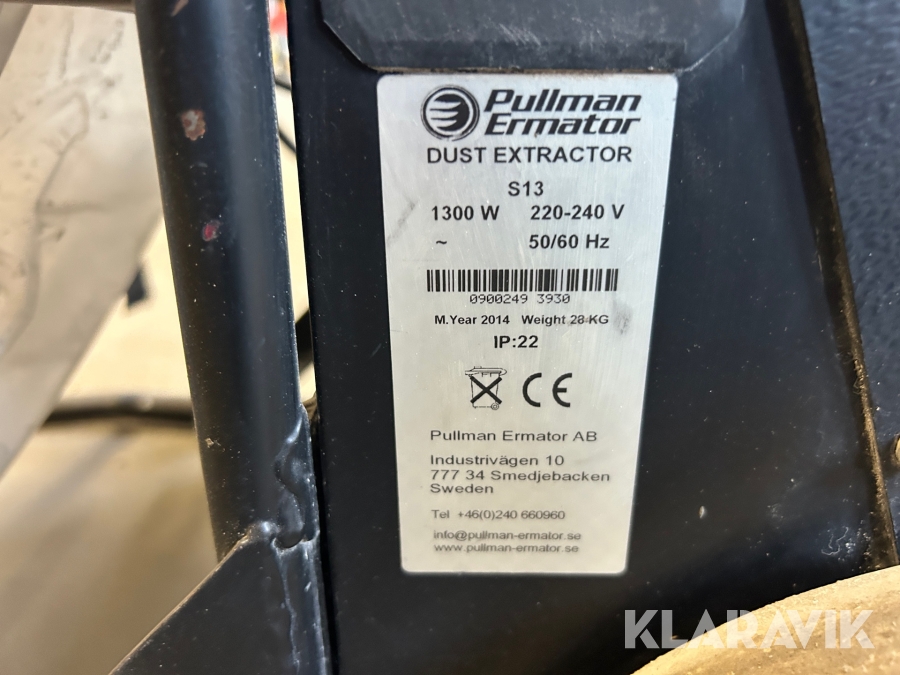 Pullman
Ermator
DUST EXTRACTOR
S13
1300 W 220-240 V
~ 50/60 Hz
0900249 3930
M.Year 2014 Weight 28 KG
IP:22
CE
Pullman Ermator AB
Industrivägen 10
777 34 Smedjebacken
Sweden
Tel +46(0)240 660960
info@pullman-ermator.se
www.pullman-ermator.se
KLARAVIK